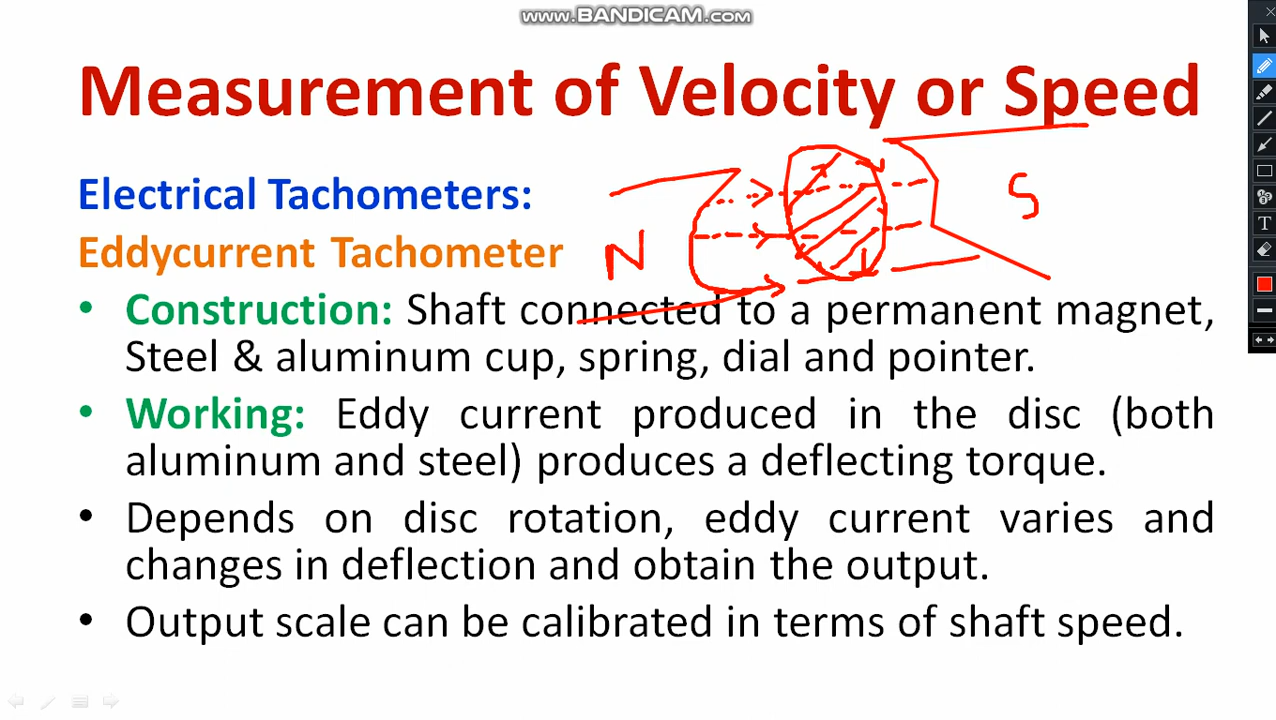 www.BANDICAM.com
Measurement of Velocity or Speed
Electrical Tachometers:
Eddycurrent Tachometer
N
S
• Construction: Shaft connected to a permanent magnet,
Steel & aluminum cup, spring, dial and pointer.
• Working: Eddy current produced in the disc (both
aluminum and steel) produces a deflecting torque.
• Depends on disc rotation, eddy current varies and
changes in deflection and obtain the output.
• Output scale can be calibrated in terms of shaft speed.
T